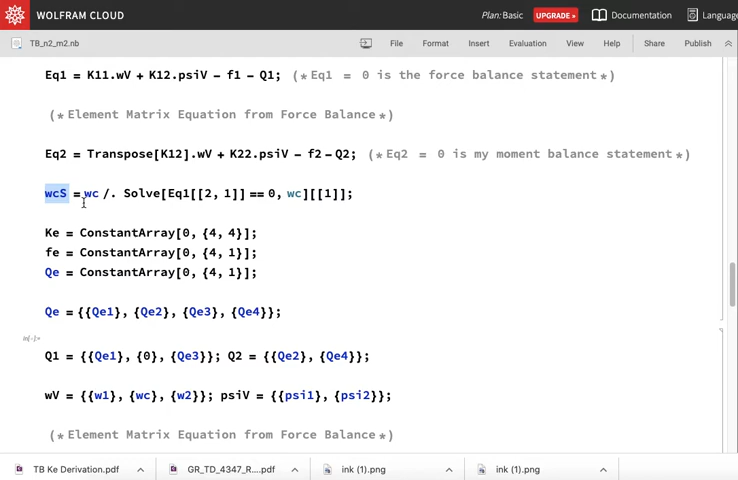 WOLFRAM CLOUD
Plan: Basic
UPGRADE »
Documentation
Language
TB_n2_m2.nb
File
Format
Insert
Evaluation
View
Help
Share
Publish
Eq1 = K11.wV + K12.psiV - f1 - Q1; (*Eq1 = 0 is the force balance statement*)
(*Element Matrix Equation from Force Balance*)
Eq2 = Transpose[K12].wV + K22.psiV - f2 - Q2; (*Eq2 = 0 is my moment balance statement*)
wcS = wc /. Solve[Eq1[[2, 1]] == 0, wc][[1]];
Ke = ConstantArray[0, {4, 4}];
fe = ConstantArray[0, {4, 1}];
Qe = ConstantArray[0, {4, 1}];
Qe = {{Qe1}, {Qe2}, {Qe3}, {Qe4}};
In[•]:=
Q1 = {{Qe1}, {0}, {Qe3}}; Q2 = {{Qe2}, {Qe4}};
wV = {{w1}, {wc}, {w2}}; psiV = {{psi1}, {psi2}};
(*Element Matrix Equation from Force Balance*)
TB Ke Derivation.pdf
GR_TD_4347_R....pdf
ink (1).png
ink (1).png